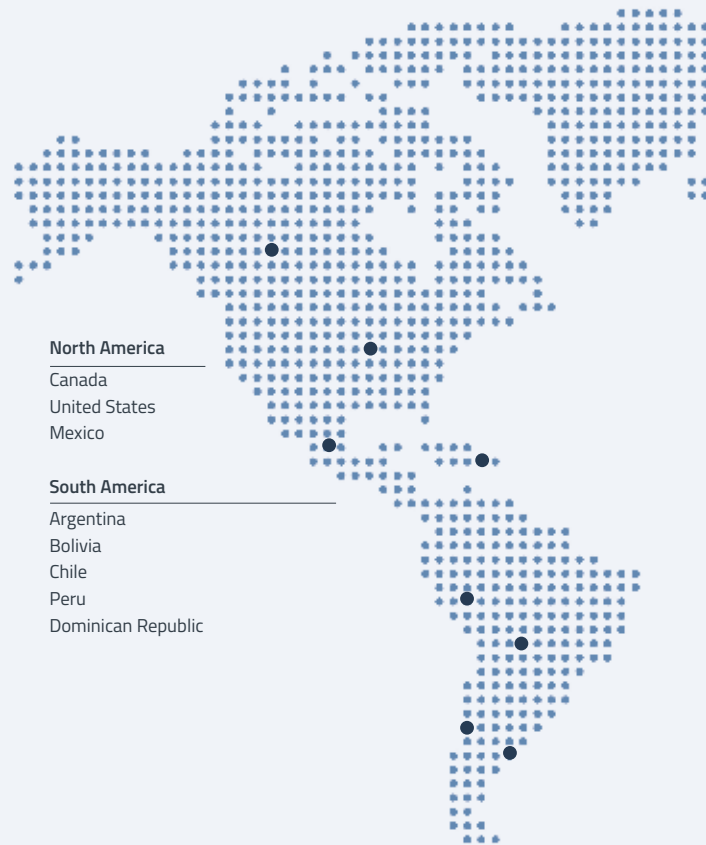 North America
Canada
United States
Mexico
South America
Argentina
Bolivia
Chile
Peru
Dominican Republic